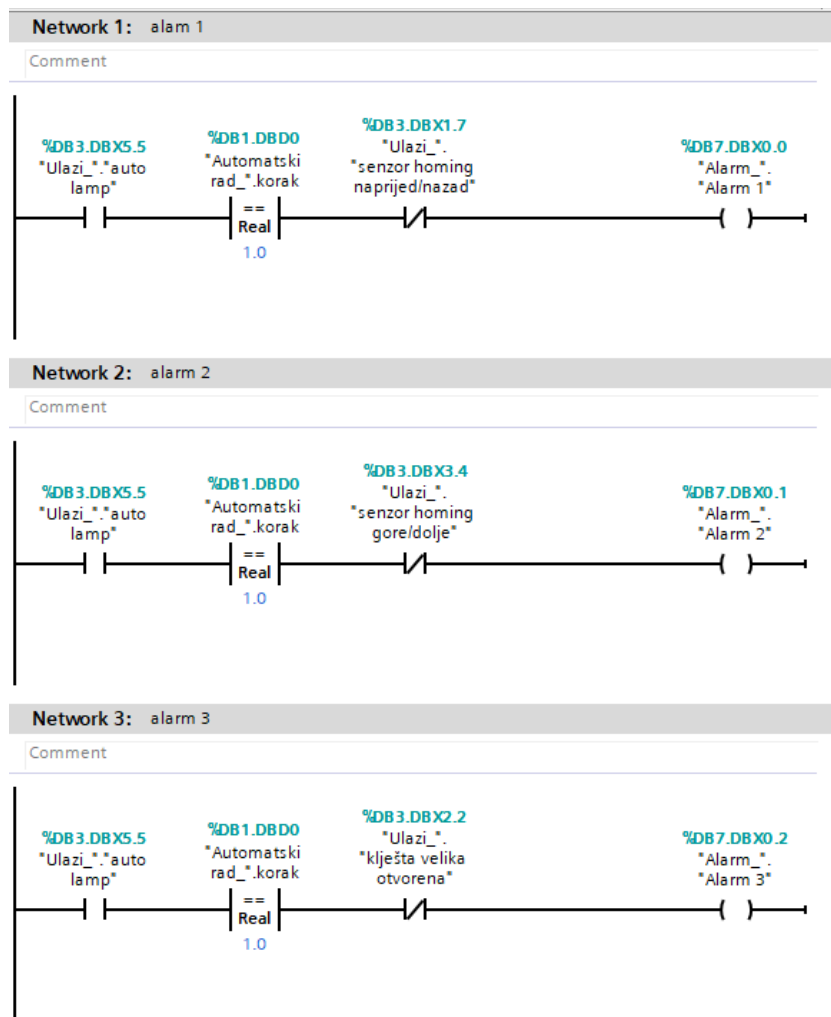 Network 1: alam 1
Comment
%DB3.DBX5.5
"Ulazi_"."auto
lamp"
%DB1.DBD0
"Automatski
rad_".korak
==
Real
1.0
%DB3.DBX1.7
"Ulazi_".
"senzor homing
naprijed/nazad"
%DB7.DBX0.0
"Alarm_".
"Alarm 1"
Network 2: alarm 2
Comment
%DB3.DBX5.5
"Ulazi_"."auto
lamp"
%DB1.DBD0
"Automatski
rad_".korak
==
Real
1.0
%DB3.DBX3.4
"Ulazi_".
"senzor homing
gore/dolje"
%DB7.DBX0.1
"Alarm_".
"Alarm 2"
Network 3: alarm 3
Comment
%DB3.DBX5.5
"Ulazi_"."auto
lamp"
%DB1.DBD0
"Automatski
rad_".korak
==
Real
1.0
%DB3.DBX2.2
"Ulazi_".
"klješta velika
otvorena"
%DB7.DBX0.2
"Alarm_".
"Alarm 3"